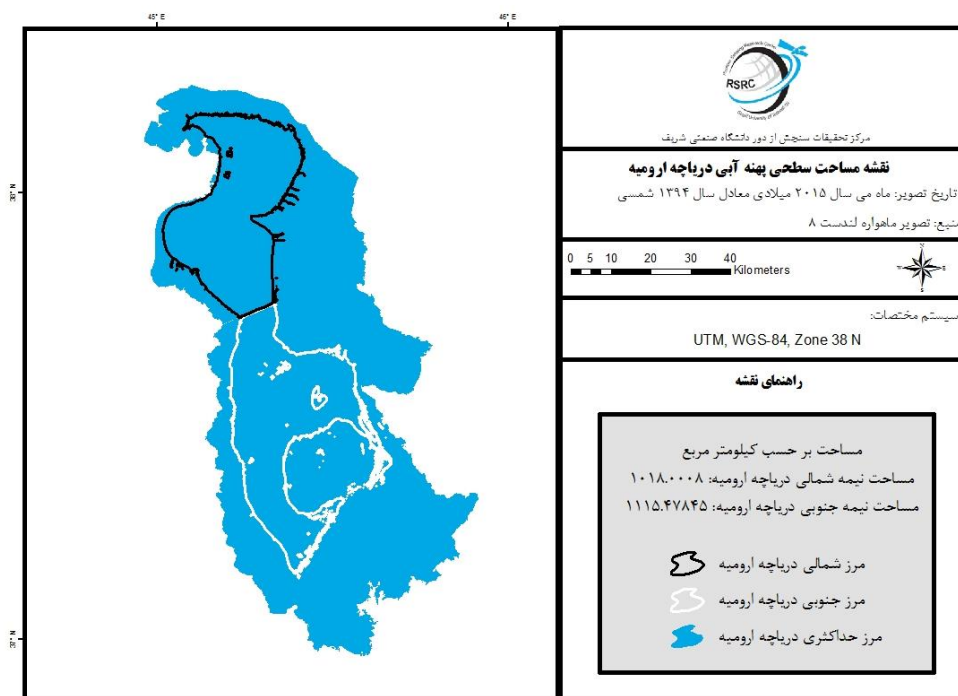 45° E
46° E
38° N
37° N
RSRC
مرکز تحقیقات سنجش از دور دانشگاه صنعتی شریف
نقشه مساحت سطحی پهنه آبی دریاچه ارومیه
تاریخ تصویر: ماه می سال ۲۰۱۵ میلادی معادل سال ۱۳۹۴ شمسی
منبع: تصویر ماهواره لندست ۸
0 5 10 20 30 40
Kilometers
N
E
S
W
سیستم مختصات:
UTM, WGS-84, Zone 38 N
راهنمای نقشه
مساحت بر حسب کیلومتر مربع
مساحت نیمه شمالی دریاچه ارومیه: ۱۰۱۸.۰۰۰۸
مساحت نیمه جنوبی دریاچه ارومیه: ۱۱۱۵.۴۷۸۴۵
مرز شمالی دریاچه ارومیه
مرز جنوبی دریاچه ارومیه
مرز حداکثری دریاچه ارومیه